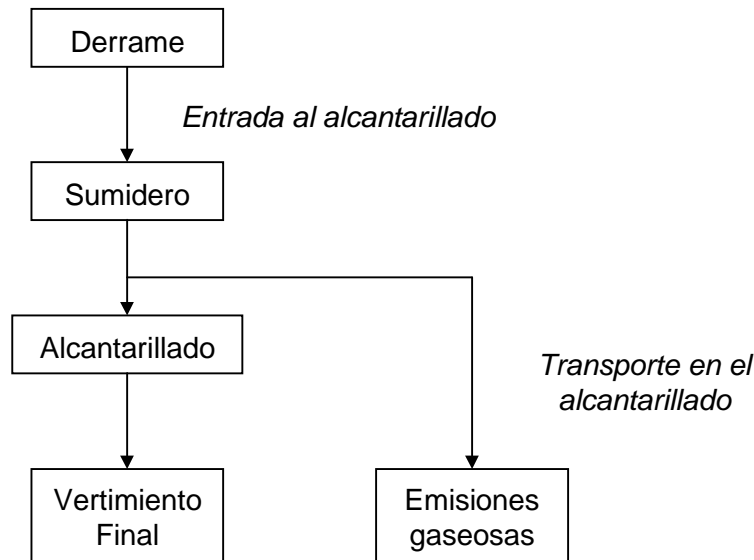 Derrame
Entrada al alcantarillado
Sumidero
Alcantarillado
Transporte en el
alcantarillado
Vertimiento
Final
Emisiones
gaseosas